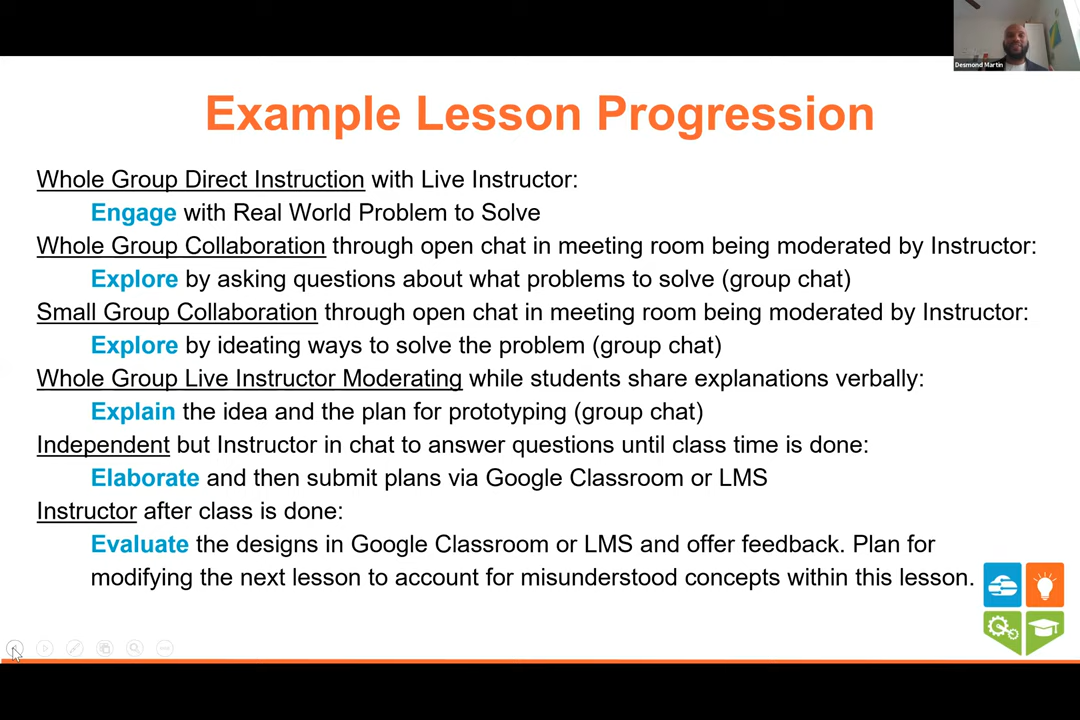 Desmond Martin
Example Lesson Progression
Whole Group Direct Instruction with Live Instructor:
Engage with Real World Problem to Solve
Whole Group Collaboration through open chat in meeting room being moderated by Instructor:
Explore by asking questions about what problems to solve (group chat)
Small Group Collaboration through open chat in meeting room being moderated by Instructor:
Explore by ideating ways to solve the problem (group chat)
Whole Group Live Instructor Moderating while students share explanations verbally:
Explain the idea and the plan for prototyping (group chat)
Independent but Instructor in chat to answer questions until class time is done:
Elaborate and then submit plans via Google Classroom or LMS
Instructor after class is done:
Evaluate the designs in Google Classroom or LMS and offer feedback. Plan for
modifying the next lesson to account for misunderstood concepts within this lesson.